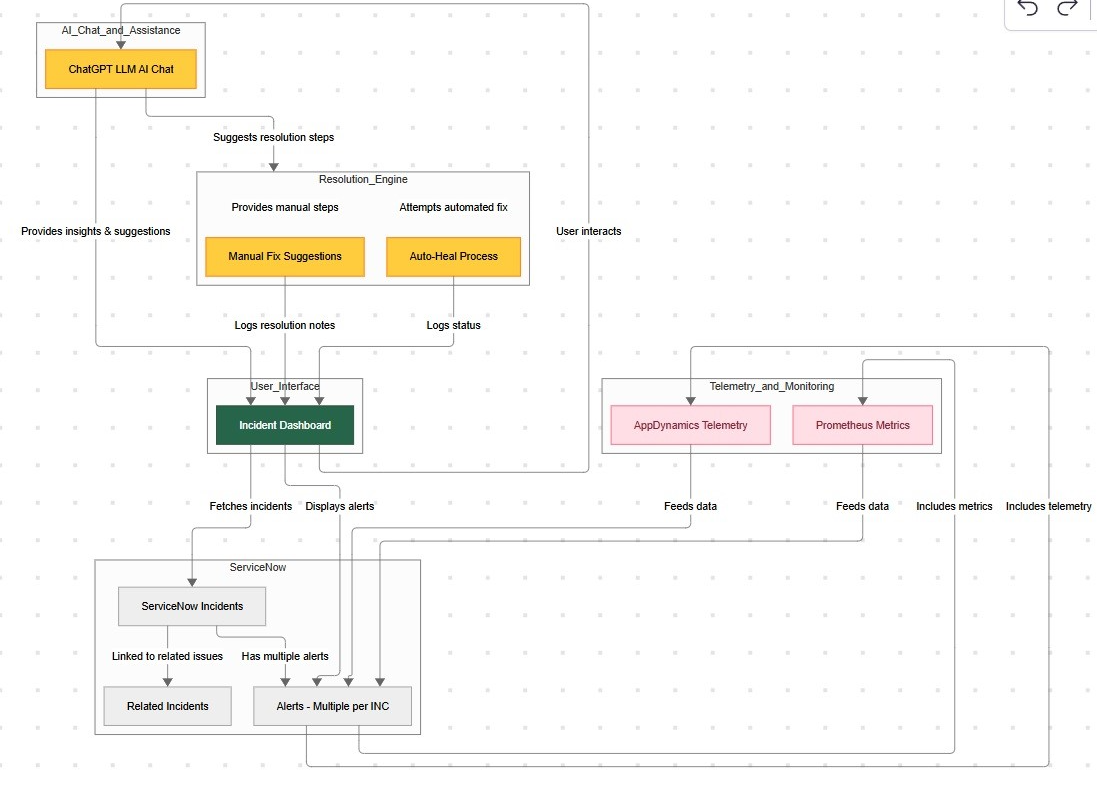 AI_Chat_and_Assistance
ChatGPT LLM AI Chat
Suggests resolution steps
Resolution_Engine
Provides manual steps
Attempts automated fix
Provides insights & suggestions
User interacts
Manual Fix Suggestions
Auto-Heal Process
Logs resolution notes
Logs status
User_Interface
Telemetry_and_Monitoring
Incident Dashboard
AppDynamics Telemetry
Prometheus Metrics
Fetches incidents
Displays alerts
Feeds data
Feeds data
Includes metrics
Includes telemetry
ServiceNow
ServiceNow Incidents
Linked to related issues
Has multiple alerts
Related Incidents
Alerts - Multiple per INC